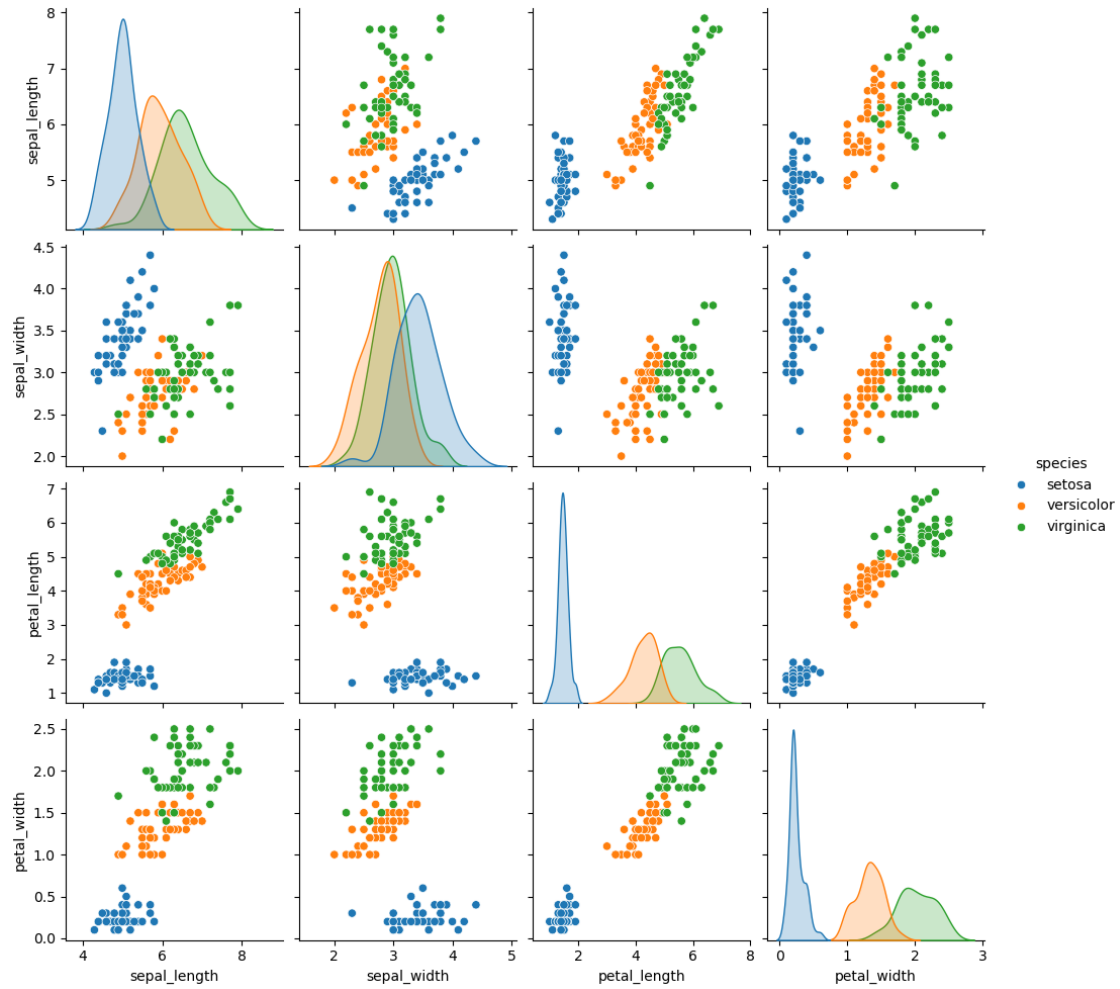 8
7
6
5
sepal_length
4.5
4.0
3.5
3.0
2.5
2.0
sepal_width
species
setosa
versicolor
virginica
7
6
5
4
3
2
1
petal_length
2.5
2.0
1.5
1.0
0.5
0.0
petal_width
4 6 8
2 3 4 5
2 4 6 8
0 1 2 3
sepal_length sepal_width petal_length petal_width